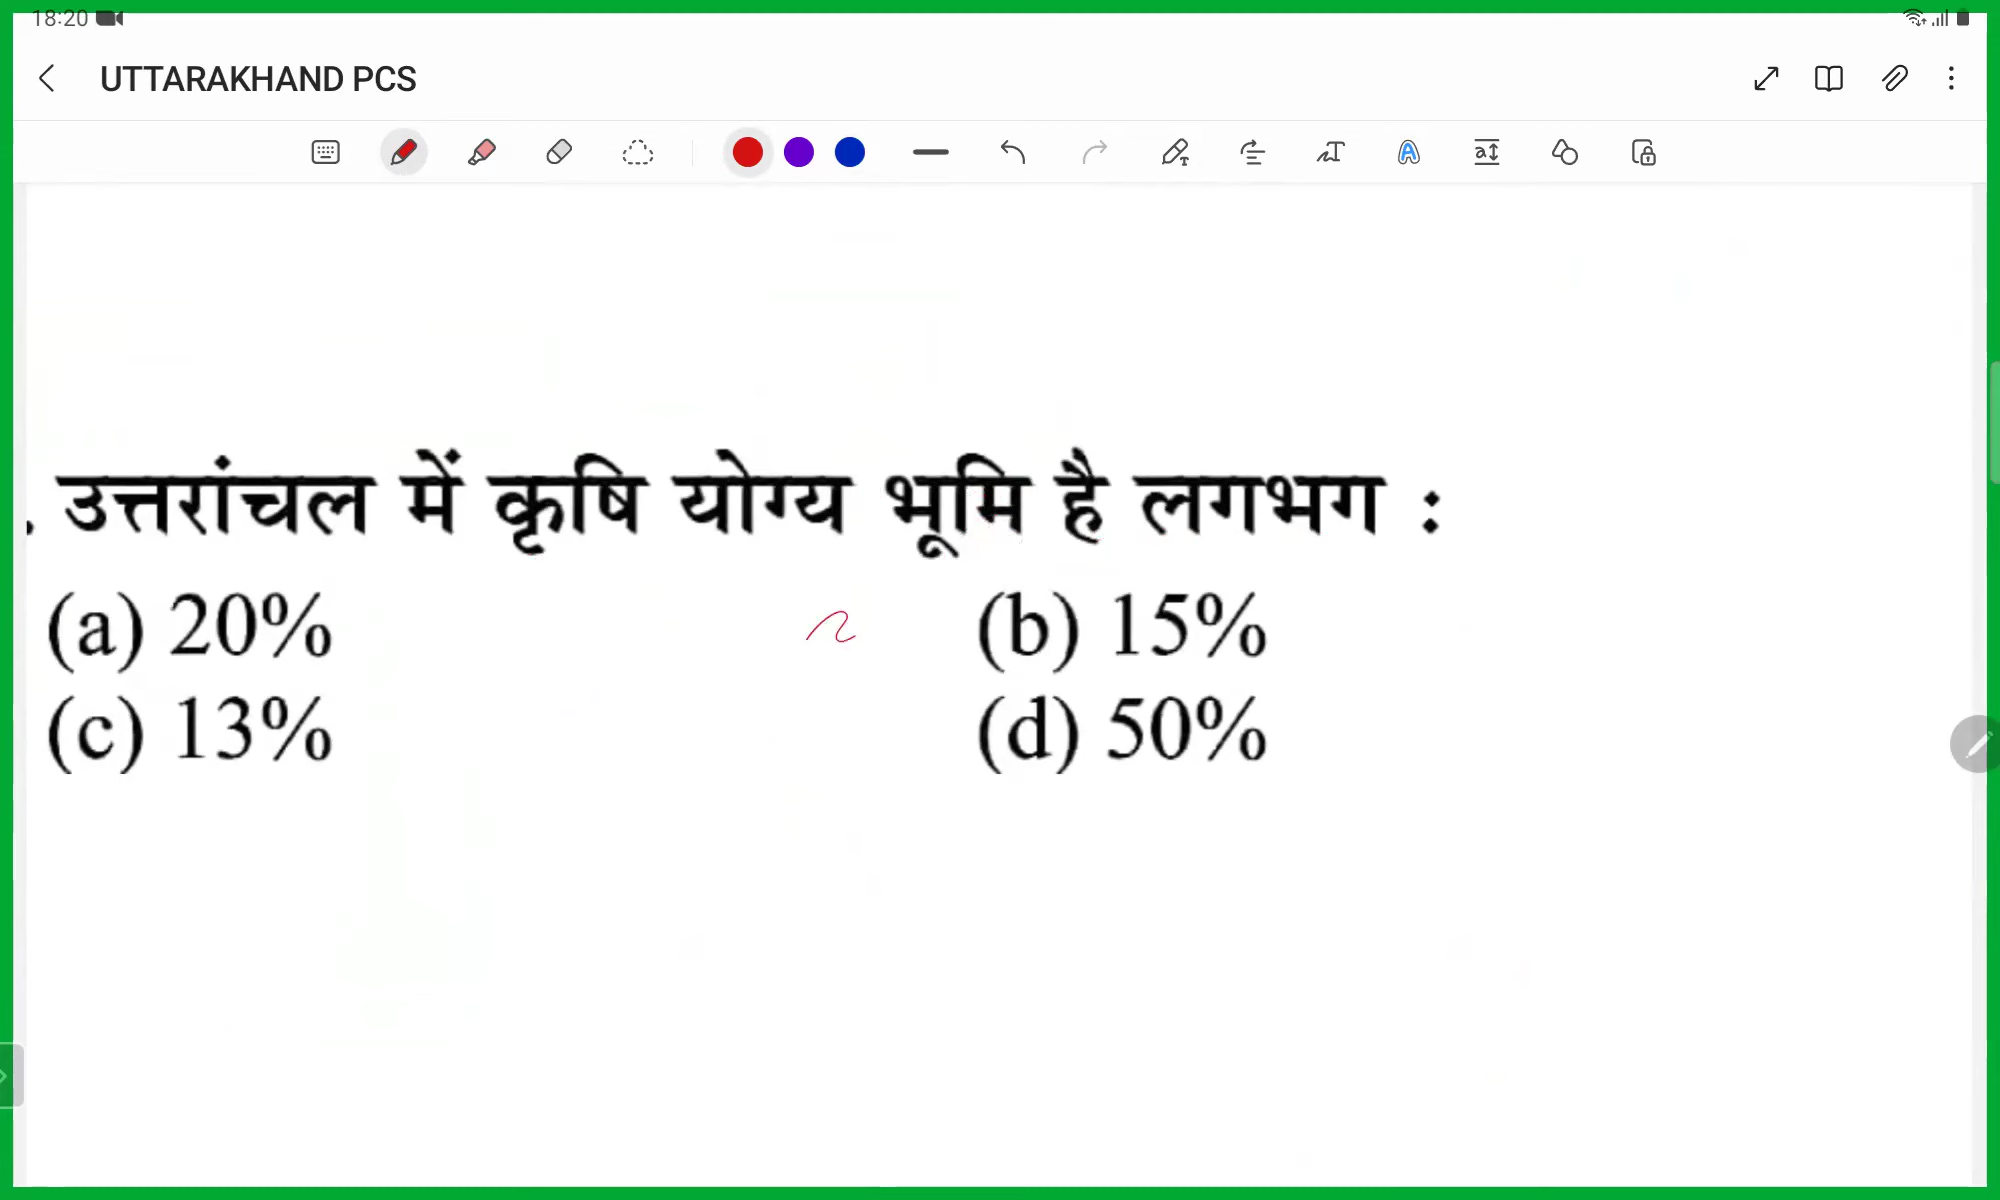 18:20
UTTARAKHAND PCS
. उत्तरांचल में कृषि योग्य भूमि है लगभग :
(a) 20% (b) 15%
(c) 13% (d) 50%